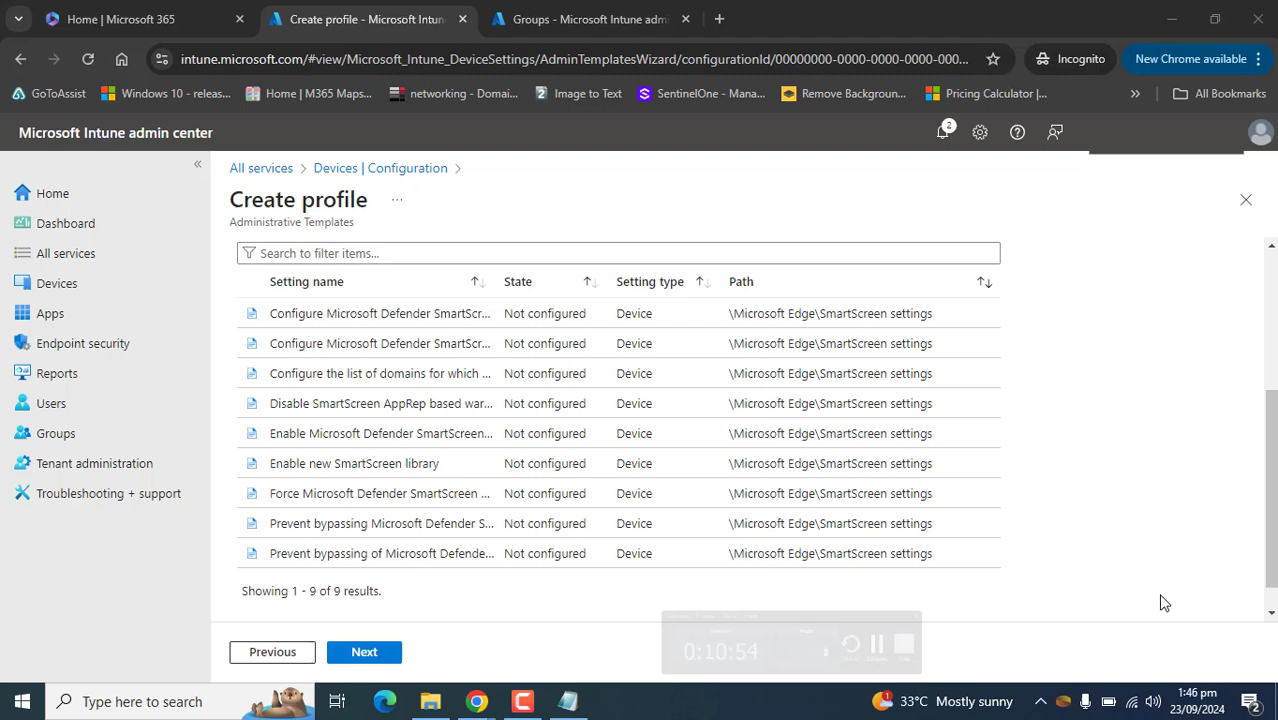 Home | Microsoft 365
Create profile - Microsoft Intune
Groups - Microsoft Intune adm
intune.microsoft.com/#view/Microsoft_Intune_DeviceSettings/AdminTemplatesWizard/configurationId/00000000-0000-0000-0000-000...
Incognito
New Chrome available
GoToAssist
Windows 10 - releas...
Home | M365 Maps...
networking - Domai...
Image to Text
SentinelOne - Mana...
Remove Backgroun...
Pricing Calculator |...
All Bookmarks
Microsoft Intune admin center
2
Home
Dashboard
All services
Devices
Apps
Endpoint security
Reports
Users
Groups
Tenant administration
Troubleshooting + support
All services > Devices | Configuration >
Create profile ...
Administrative Templates
Search to filter items...
Setting name State Setting type Path
Configure Microsoft Defender SmartScr... Not configured Device \Microsoft Edge\SmartScreen settings
Configure Microsoft Defender SmartScr... Not configured Device \Microsoft Edge\SmartScreen settings
Configure the list of domains for which ... Not configured Device \Microsoft Edge\SmartScreen settings
Disable SmartScreen AppRep based war... Not configured Device \Microsoft Edge\SmartScreen settings
Enable Microsoft Defender SmartScreen... Not configured Device \Microsoft Edge\SmartScreen settings
Enable new SmartScreen library Not configured Device \Microsoft Edge\SmartScreen settings
Force Microsoft Defender SmartScreen ... Not configured Device \Microsoft Edge\SmartScreen settings
Prevent bypassing Microsoft Defender S... Not configured Device \Microsoft Edge\SmartScreen settings
Prevent bypassing of Microsoft Defende... Not configured Device \Microsoft Edge\SmartScreen settings
Showing 1 - 9 of 9 results.
0:10:54
Previous
Next
Type here to search
1
33°C Mostly sunny
1:46 pm
23/09/2024
2